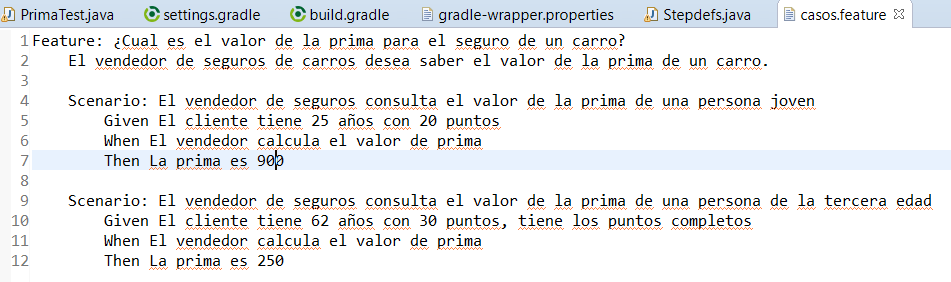 PrimaTest.java settings.gradle build.gradle gradle-wrapper.properties Stepdefs.java casos.feature
1 Feature: ¿Cual es el valor de la prima para el seguro de un carro?
2 El vendedor de seguros de carros desea saber el valor de la prima de un carro.
3
4 Scenario: El vendedor de seguros consulta el valor de la prima de una persona joven
5 Given El cliente tiene 25 años con 20 puntos
6 When El vendedor calcula el valor de prima
7 Then La prima es 900
8
9 Scenario: El vendedor de seguros consulta el valor de la prima de una persona de la tercera edad
10 Given El cliente tiene 62 años con 30 puntos, tiene los puntos completos
11 When El vendedor calcula el valor de prima
12 Then La prima es 250